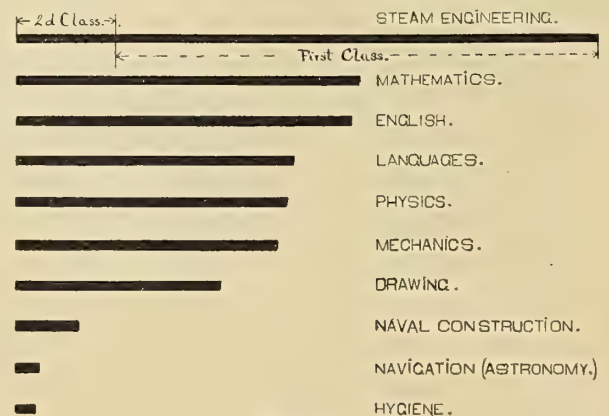 2d Class.
STEAM ENGINEERING.
First Class.
MATHEMATICS.
ENGLISH.
LANGUAGES.
PHYSICS.
MECHANICS.
DRAWING.
NAVAL CONSTRUCTION.
NAVIGATION (ASTRONOMY.)
HYGIENE.